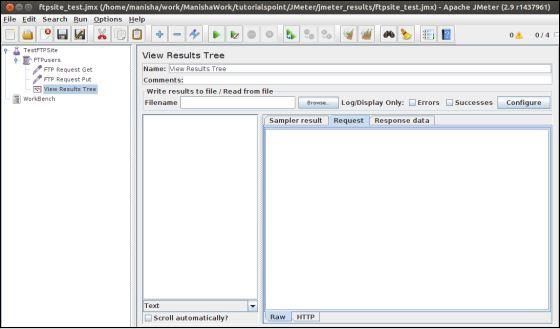 ftpsite_test.jmx (/home/manisha/work/ManishaWork/tutorialspoint/JMeter/jmeter_results/ftpsite_test.jmx) - Apache JMeter (2.9 r1437961)
File Edit Search Run Options Help
0 0 / 4
TestFTPSite
FTPusers
FTP Request Get
FTP Request Put
View Results Tree
WorkBench
View Results Tree
Name: View Results Tree
Comments:
Write results to file / Read from file
Filename Browse... Log/Display Only: Errors Successes Configure
Sampler result Request Response data
Text
Scroll automatically?
Raw HTTP